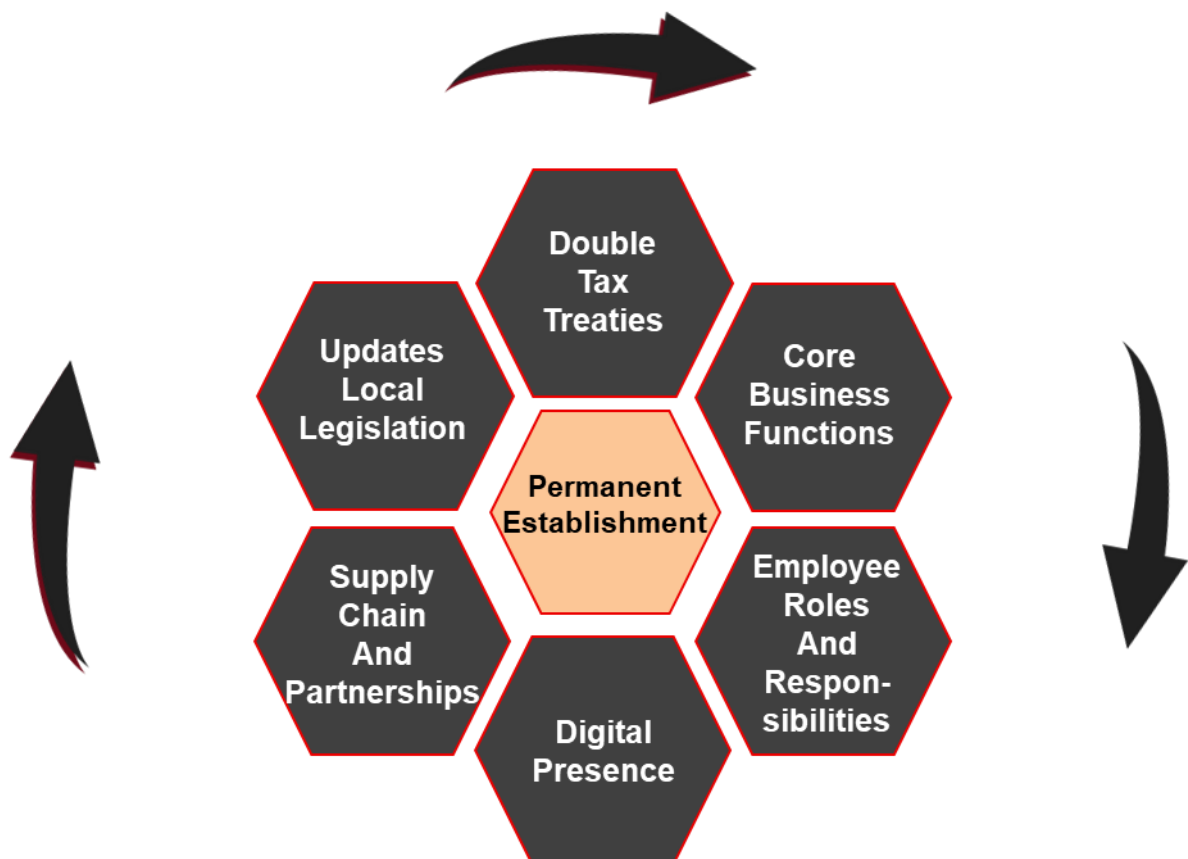 Double
Tax
Treaties
Updates
Local
Legislation
Core
Business
Functions
Permanent
Establishment
Supply
Chain
And
Partnerships
Employee
Roles
And
Respon-
sibilities
Digital
Presence